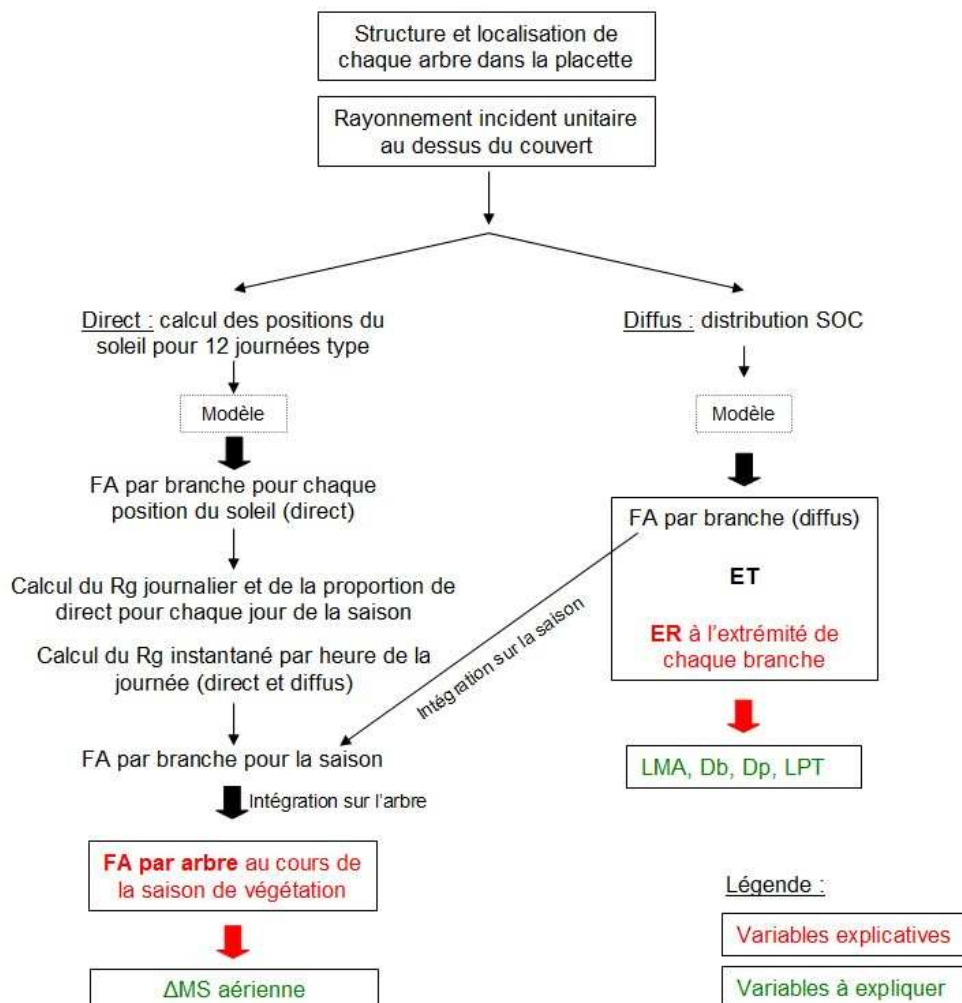 Structure et localisation de
chaque arbre dans la placette
Rayonnement incident unitaire
au dessus du couvert
Direct : calcul des positions du
soleil pour 12 journées type
Modèle
FA par branche pour chaque
position du soleil (direct)
Calcul du Rg journalier et de la proportion de
direct pour chaque jour de la saison
Calcul du Rg instantané par heure de la
journée (direct et diffus)
FA par branche pour la saison
Intégration sur l'arbre
FA par arbre au cours de
la saison de végétation
ΔMS aérienne
Diffus : distribution SOC
Modèle
FA par branche (diffus)
ET
ER à l'extrémité de
chaque branche
Intégration sur la saison
LMA, Db, Dp, LPT
Légende :
Variables explicatives
Variables à expliquer